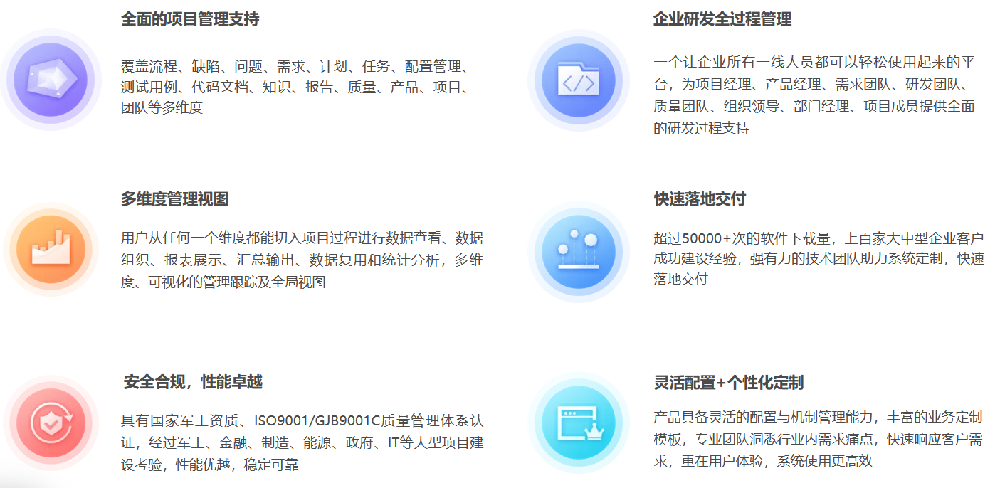 全面的项目管理支持
覆盖流程、缺陷、问题、需求、计划、任务、配置管理、
测试用例、代码文档、知识、报告、质量、产品、项目、
团队等多维度
企业研发全过程管理
一个让企业所有一线人员都可以轻松使用起来的平
台，为项目经理、产品经理、需求团队、研发团队、
质量团队、组织领导、部门经理、项目成员提供全面
的研发过程支持
多维度管理视图
用户从任何一个维度都能切入项目过程进行数据查看、数据
组织、报表展示、汇总输出、数据复用和统计分析，多维
度、可视化的管理跟踪及全局视图
快速落地交付
超过50000+次的软件下载量，上百家大中型企业客户
成功建设经验，强有力的技术团队助力系统定制，快速
落地交付
安全合规，性能卓越
具有国家军工资质、ISO9001/GJB9001C质量管理体系认
证，经过军工、金融、制造、能源、政府、IT等大型项目建
设考验，性能优越，稳定可靠
灵活配置+个性化定制
产品具备灵活的配置与机制管理能力，丰富的业务定制
模板，专业团队洞悉行业内需求痛点，快速响应客户需
求，重在用户体验，系统使用更高效